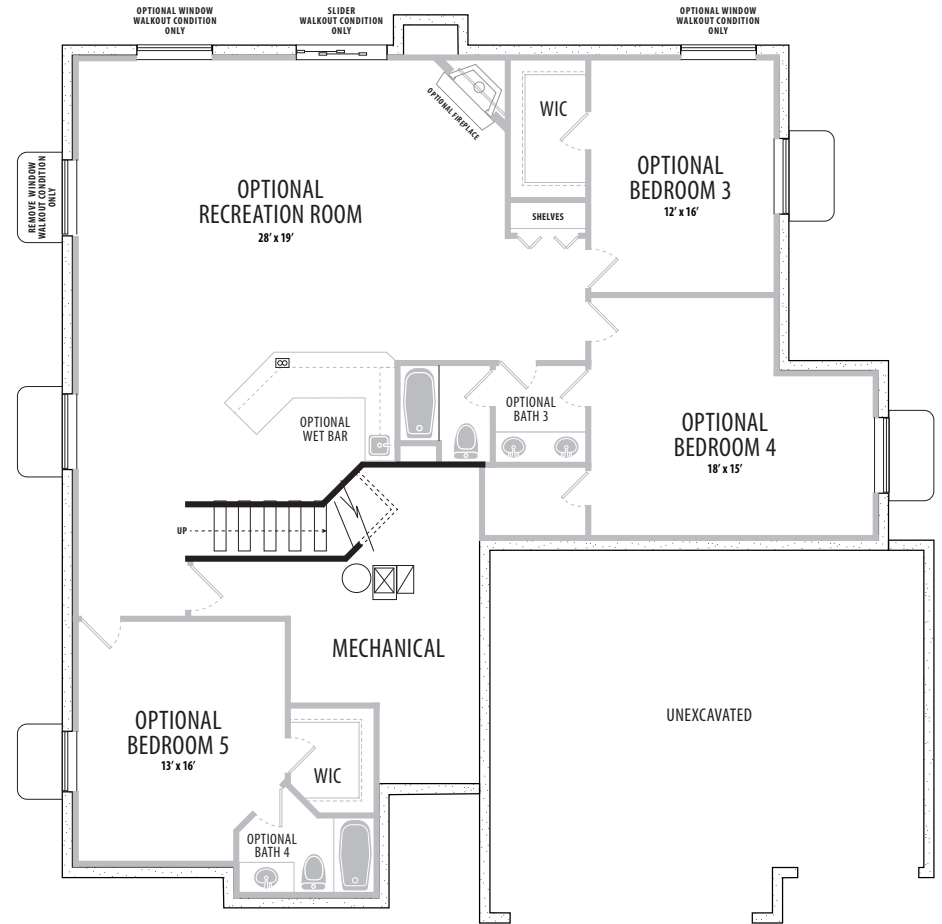 OPTIONAL WINDOW
WALKOUT CONDITION
ONLY
SLIDER
WALKOUT CONDITION
ONLY
OPTIONAL WINDOW
WALKOUT CONDITION
ONLY
OPTIONAL FIREPLACE
WIC
OPTIONAL
BEDROOM 3
12' x 16'
REMOVE WINDOW
WALKOUT CONDITION
ONLY
OPTIONAL
RECREATION ROOM
28' x 19'
SHELVES
OPTIONAL
WET BAR
OPTIONAL
BATH 3
OPTIONAL
BEDROOM 4
18' x 15'
UP
MECHANICAL
OPTIONAL
BEDROOM 5
13' x 16'
WIC
UNEXCAVATED
OPTIONAL
BATH 4